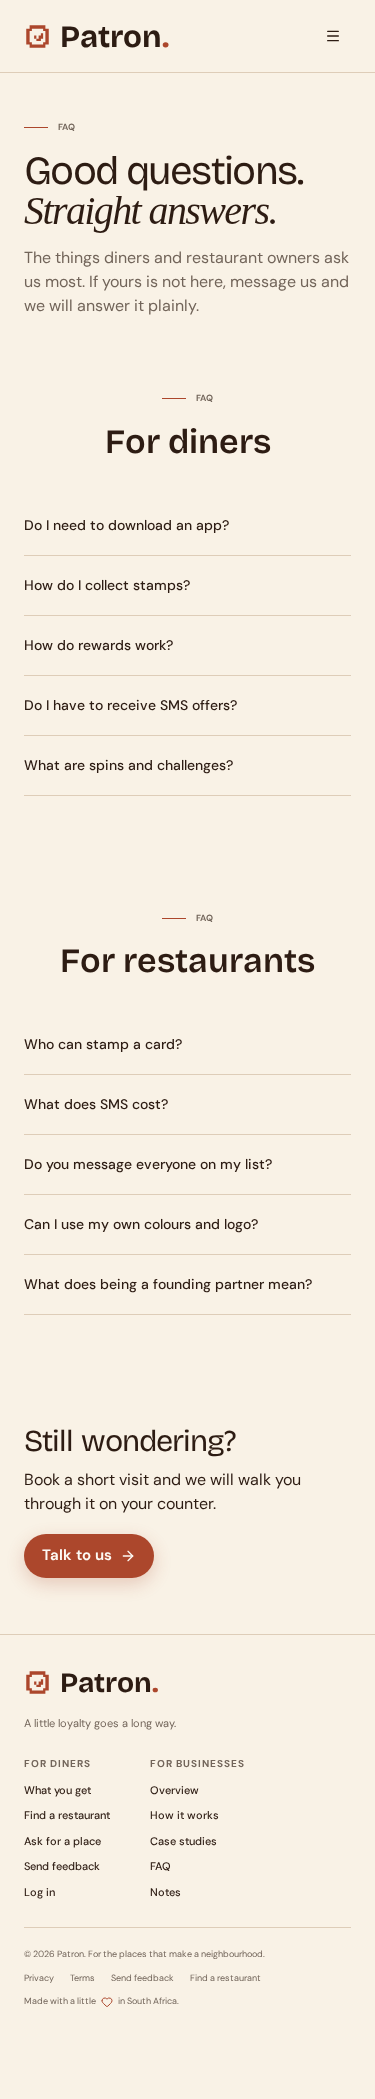 Patron.
FAQ
Good questions.
Straight answers.
The things diners and restaurant owners ask
us most. If yours is not here, message us and
we will answer it plainly.
FAQ
For diners
Do I need to download an app?
How do I collect stamps?
How do rewards work?
Do I have to receive SMS offers?
What are spins and challenges?
FAQ
For restaurants
Who can stamp a card?
What does SMS cost?
Do you message everyone on my list?
Can I use my own colours and logo?
What does being a founding partner mean?
Still wondering?
Book a short visit and we will walk you
through it on your counter.
Talk to us
Patron.
A little loyalty goes a long way.
FOR DINERS
What you get
Find a restaurant
Ask for a place
Send feedback
Log in
FOR BUSINESSES
Overview
How it works
Case studies
FAQ
Notes
© 2026 Patron. For the places that make a neighbourhood.
Privacy Terms Send feedback Find a restaurant
Made with a little in South Africa.